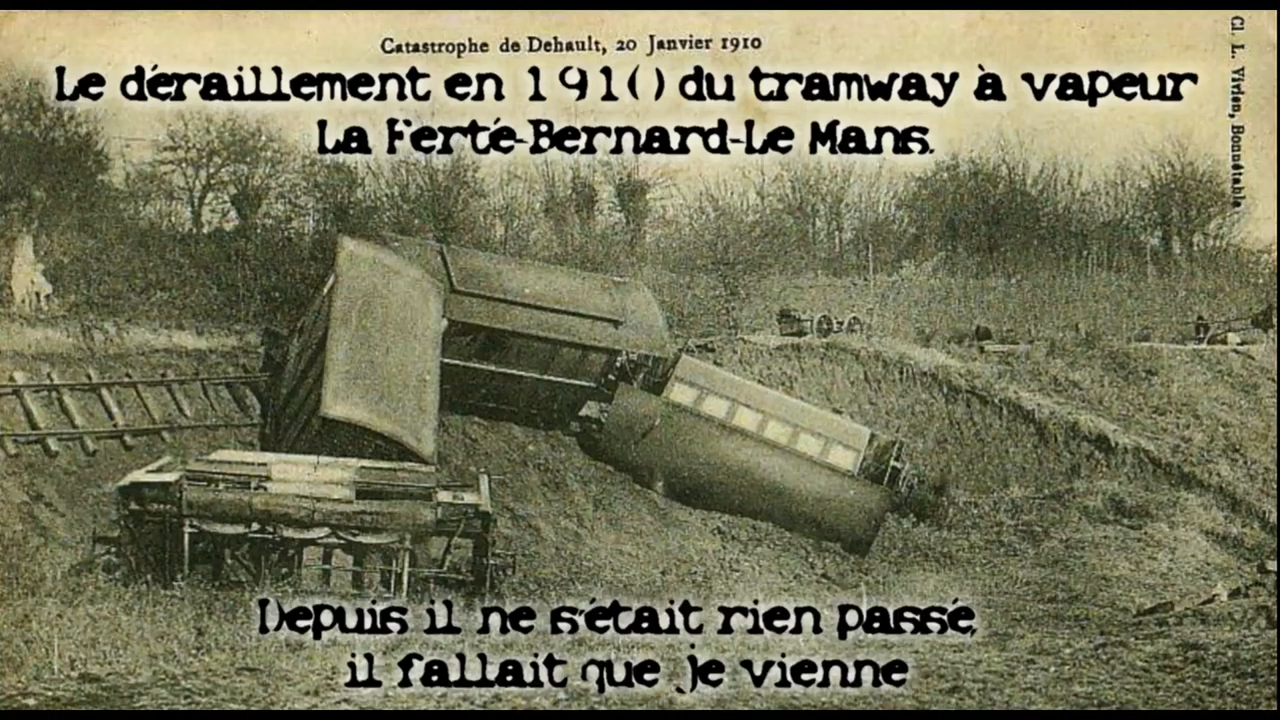 Catastrophe de Dehault, 20 Janvier 1910
Le déraillement en 1910 du tramway à vapeur
La Ferté-Bernard-Le Mans.
Cl. L. Vivien, Bonnétable
Depuis il ne s'était rien passé,
il fallait que je vienne